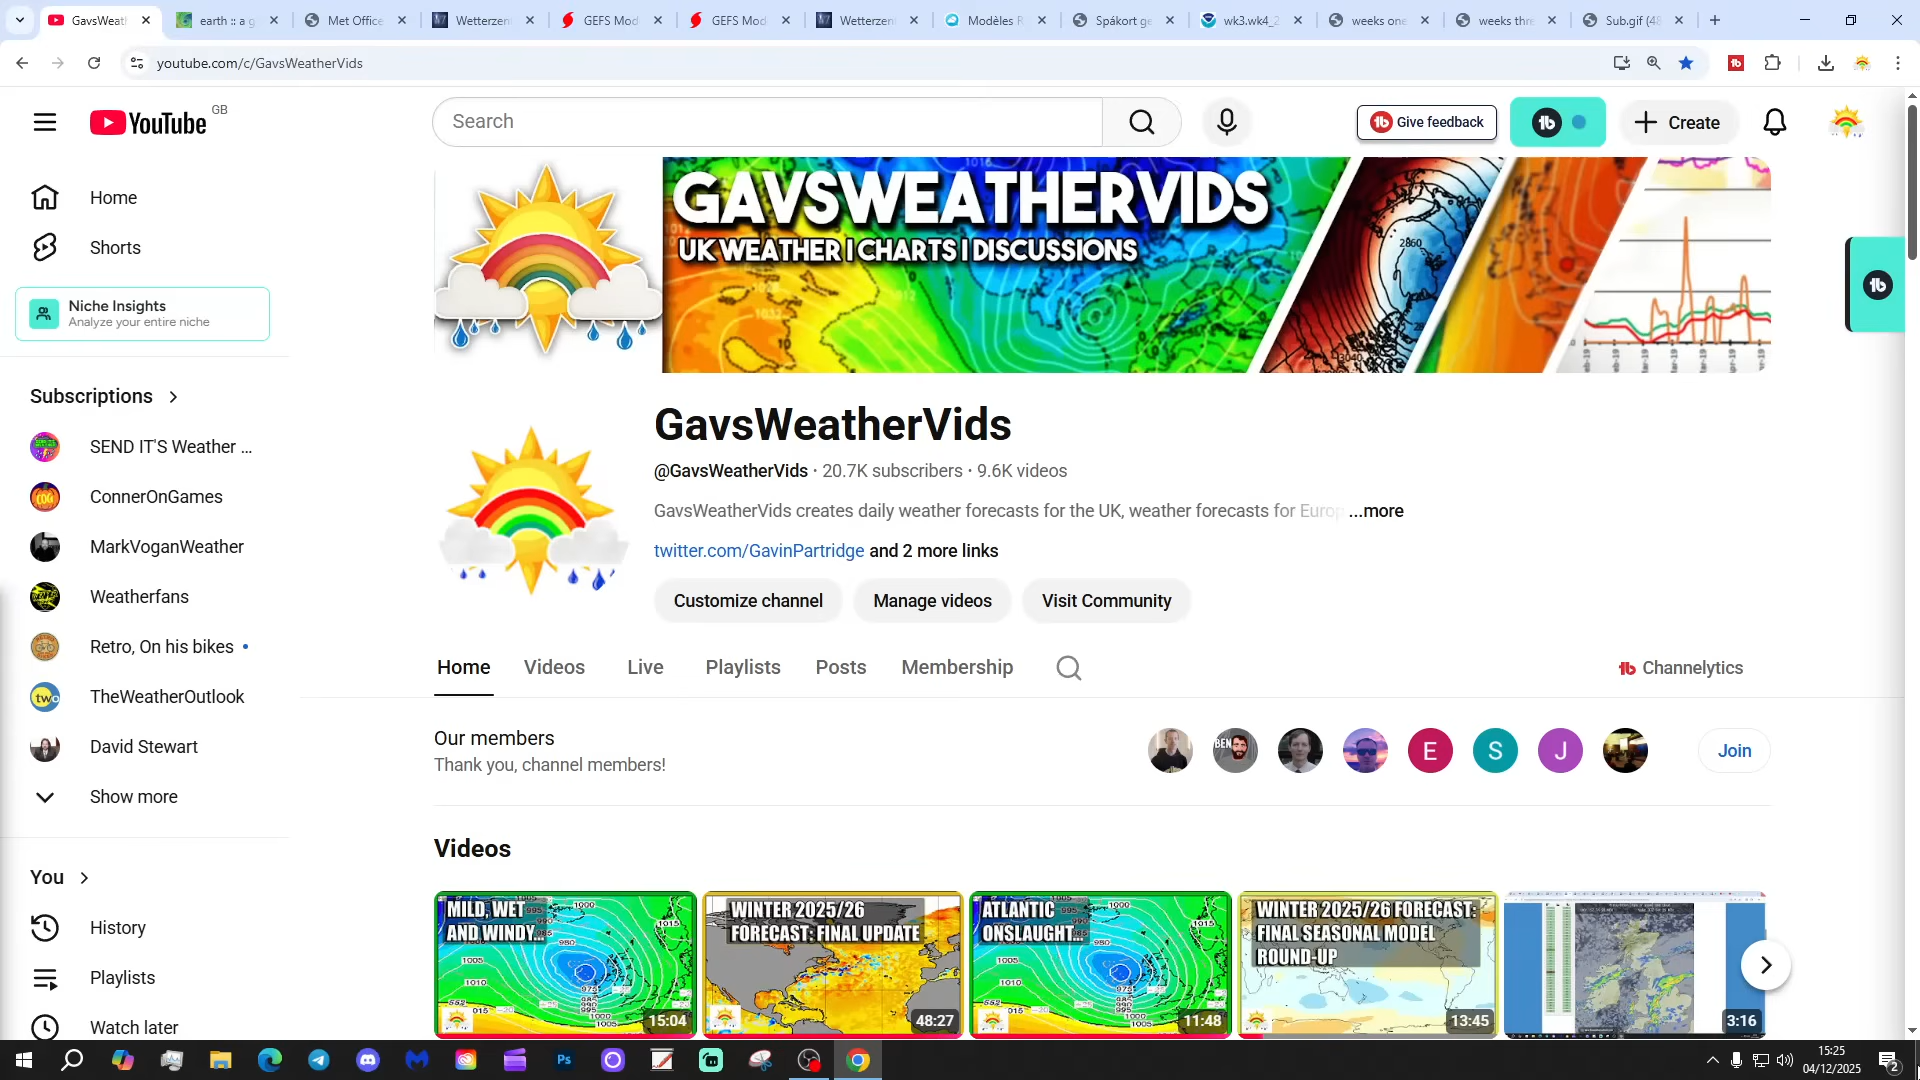 GavsWeat
earth :: a g
Met Office
Wetterzen
GEFS Mod
GEFS Mod
Wetterzen
Modèles R
Spákort ge
wk3.wk4_2
weeks one
weeks thre
Sub.gif (48
youtube.com/c/GavsWeatherVids
YouTube
GB
Search
Give feedback
Create
GAVSWEATHERVIDS
UK WEATHER | CHARTS | DISCUSSIONS
Home
Shorts
Niche Insights
Analyze your entire niche
Subscriptions
SEND IT'S Weather ...
ConnerOnGames
MarkVoganWeather
Weatherfans
Retro, On his bikes
TheWeatherOutlook
David Stewart
Show more
You
History
Playlists
Watch later
GavsWeatherVids
@GavsWeatherVids · 20.7K subscribers · 9.6K videos
GavsWeatherVids creates daily weather forecasts for the UK, weather forecasts for Europ ...more
twitter.com/GavinPartridge and 2 more links
Customize channel
Manage videos
Visit Community
Home
Videos
Live
Playlists
Posts
Membership
Channelytics
Our members
Thank you, channel members!
BEN
E
S
J
Join
Videos
MILD, WET
AND WINDY...
15:04
WINTER 2025/26
FORECAST: FINAL UPDATE
48:27
ATLANTIC
ONSLAUGHT...
11:48
WINTER 2025/26 FORECAST:
FINAL SEASONAL MODEL
ROUND-UP
13:45
3:16
15:25
04/12/2025
2